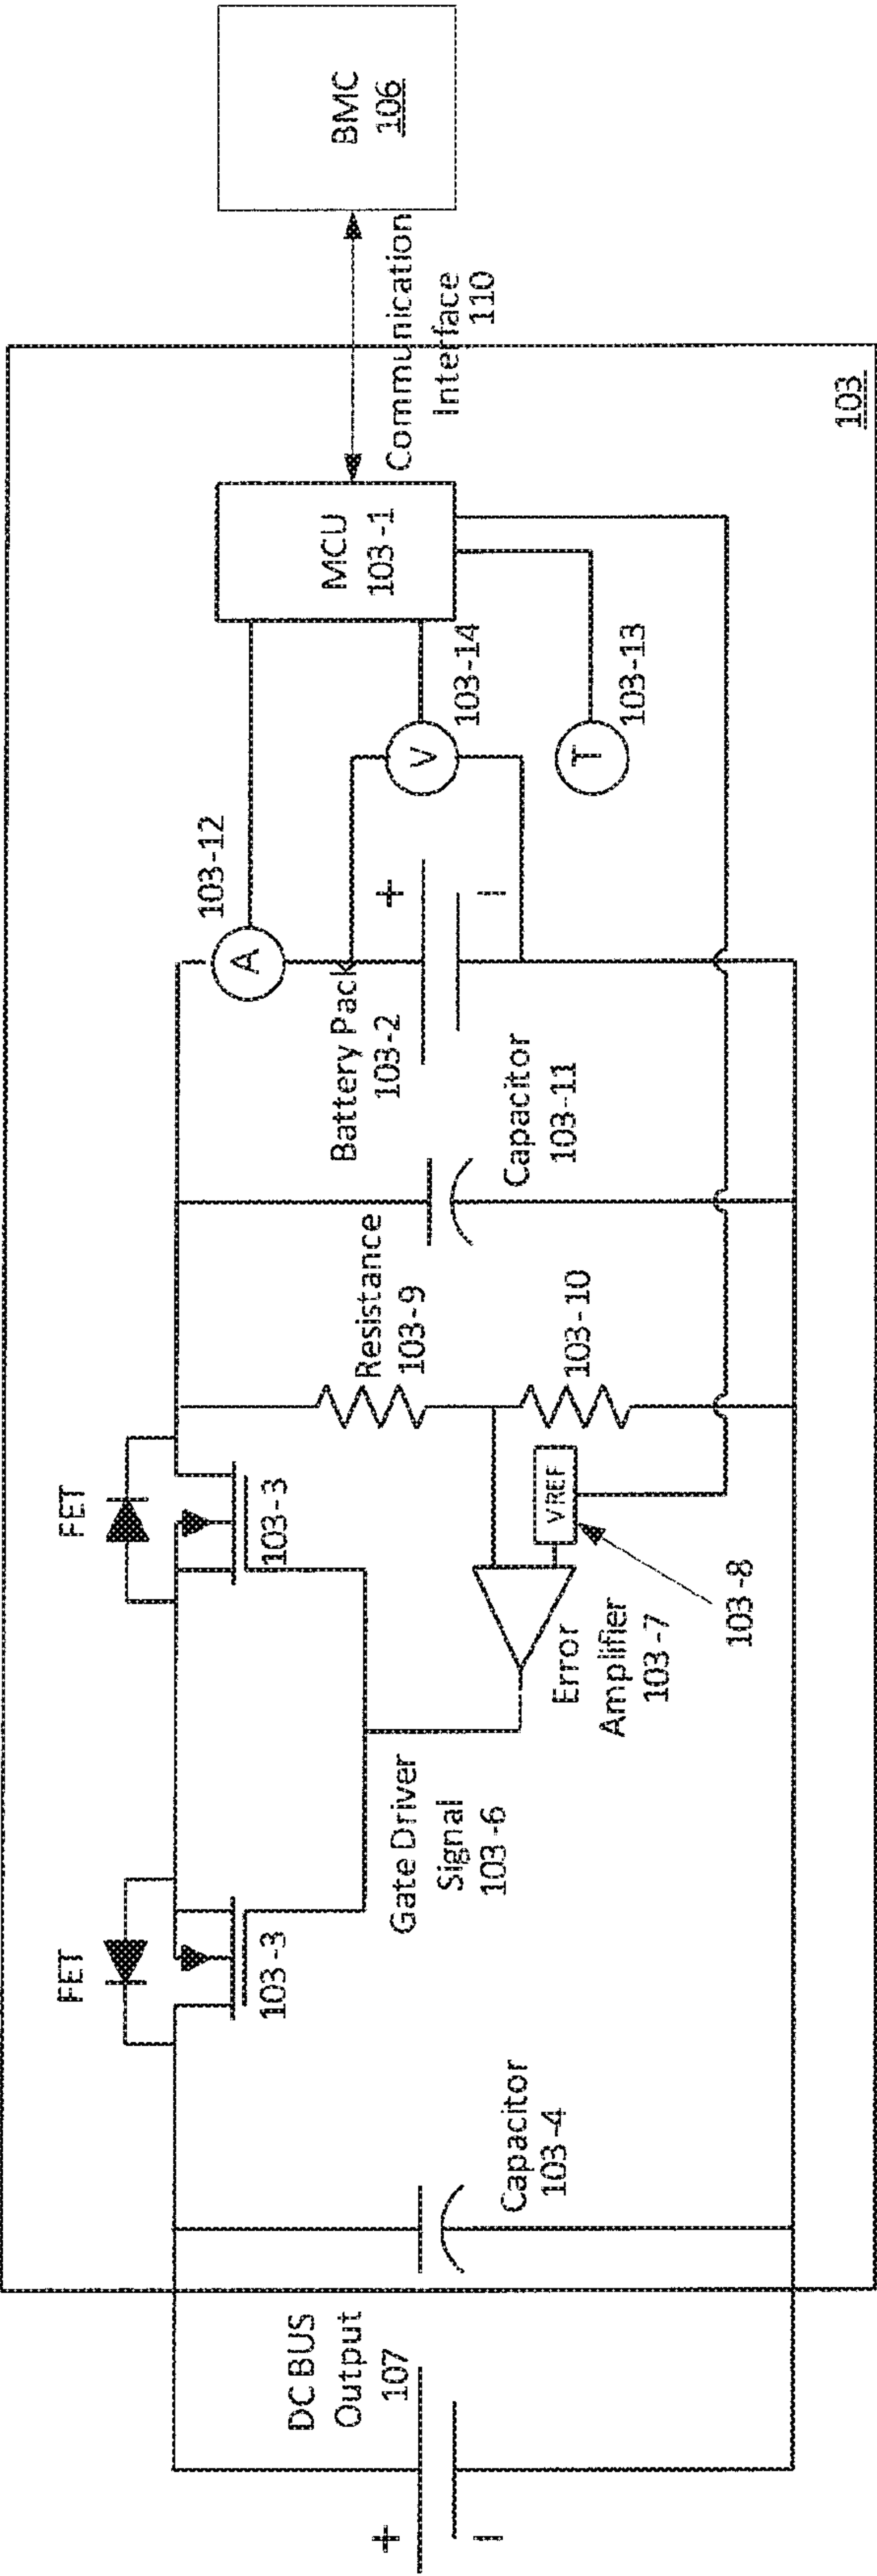 DC BUS
Output
107
+
−
Capacitor
103-4
FET
103-3
Gate Driver
Signal
103-6
FET
103-3
Error
Amplifier
103-7
VREF
103-8
Resistance
103-9
103-10
Capacitor
103-11
Battery Pack
103-2
+
−
A
103-12
V
103-14
T
103-13
MCU
103-1
Communication
Interface
110
BMC
106
103